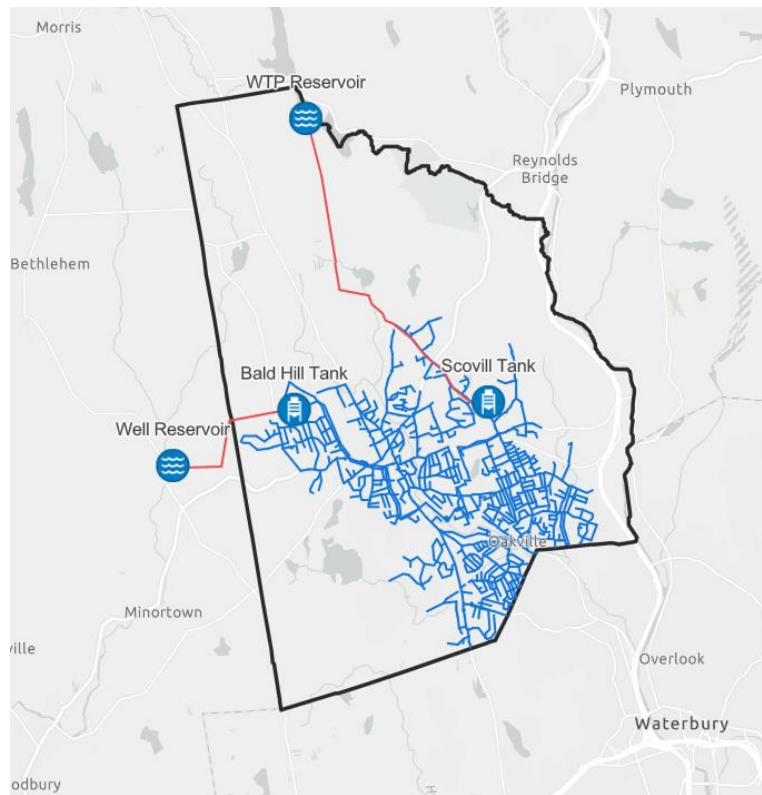 Morris
WTP Reservoir
Plymouth
Reynolds
Bridge
Bethlehem
Bald Hill Tank
Scovill Tank
Well Reservoir
Oakville
Minortown
ville
Overlook
Waterbury
odbury